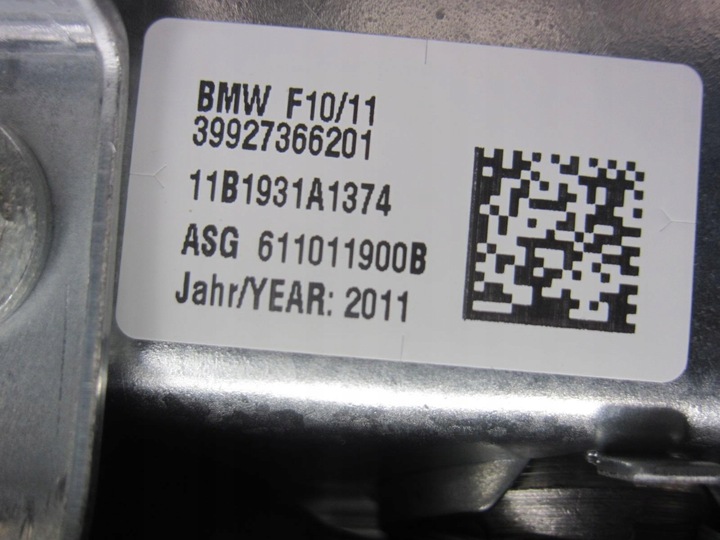 BMW F10/11
39927366201
11B1931A1374
ASG 611011900B
Jahr/YEAR: 2011